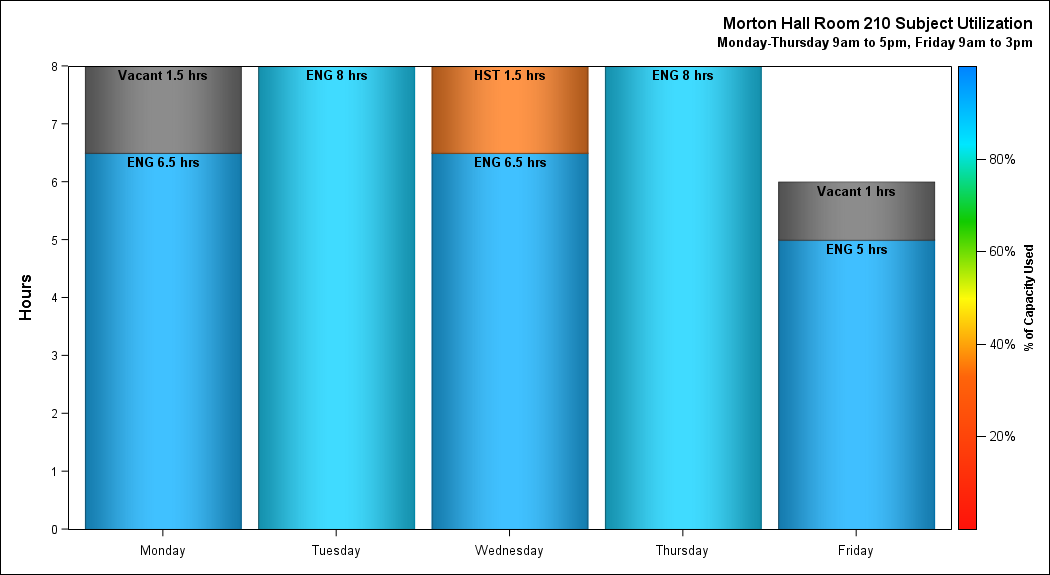 Morton Hall Room 210 Subject Utilization
Monday-Thursday 9am to 5pm, Friday 9am to 3pm
Hours
8
7
6
5
4
3
2
1
0
Vacant 1.5 hrs
ENG 6.5 hrs
ENG 8 hrs
HST 1.5 hrs
ENG 6.5 hrs
ENG 8 hrs
Vacant 1 hrs
ENG 5 hrs
Monday
Tuesday
Wednesday
Thursday
Friday
80%
60%
40%
20%
% of Capacity Used